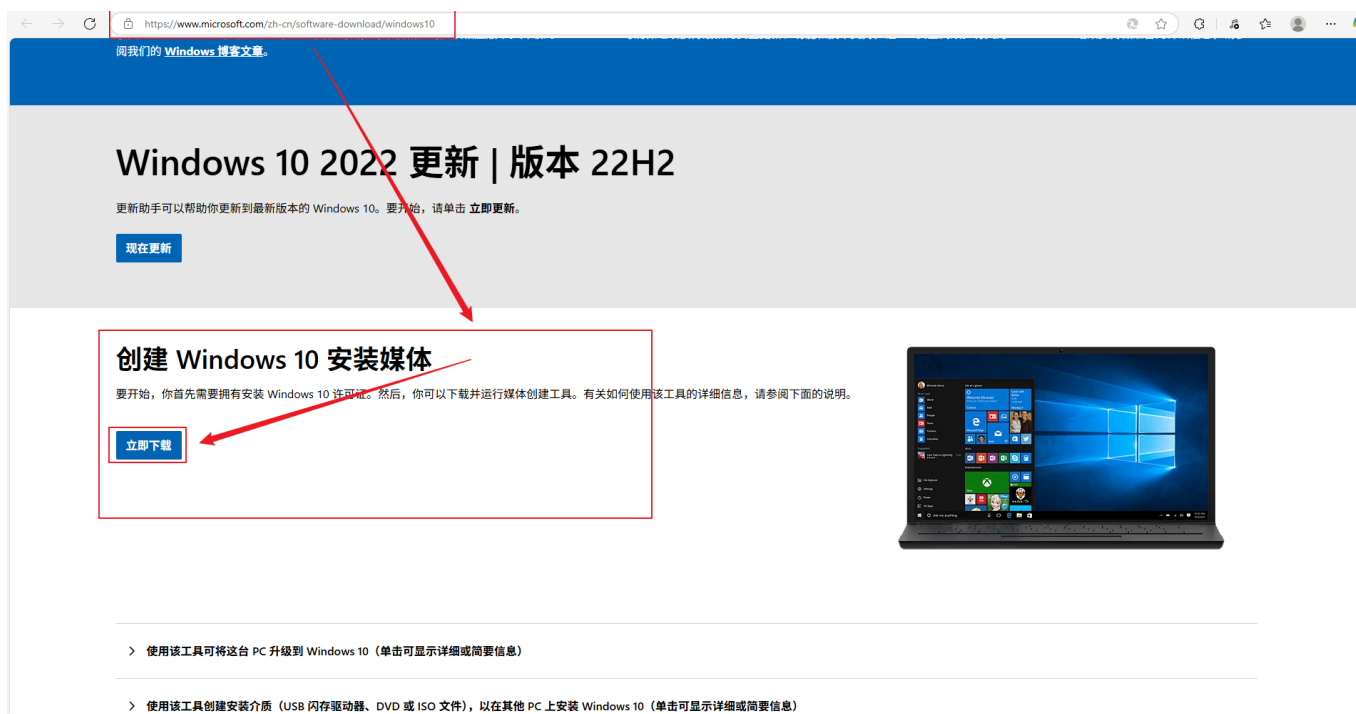 https://www.microsoft.com/zh-cn/software-download/windows10
阅我们的 Windows 博客文章。
Windows 10 2022 更新 | 版本 22H2
更新助手可以帮助你更新到最新版本的 Windows 10。要开始，请单击 立即更新。
现在更新
创建 Windows 10 安装媒体
要开始，你首先需要拥有安装 Windows 10 许可证。然后，你可以下载并运行媒体创建工具。有关如何使用该工具的详细信息，请参阅下面的说明。
立即下载
使用该工具可将这台 PC 升级到 Windows 10（单击可显示详细或简要信息）
使用该工具创建安装介质（USB 闪存驱动器、DVD 或 ISO 文件），以在其他 PC 上安装 Windows 10（单击可显示详细或简要信息）